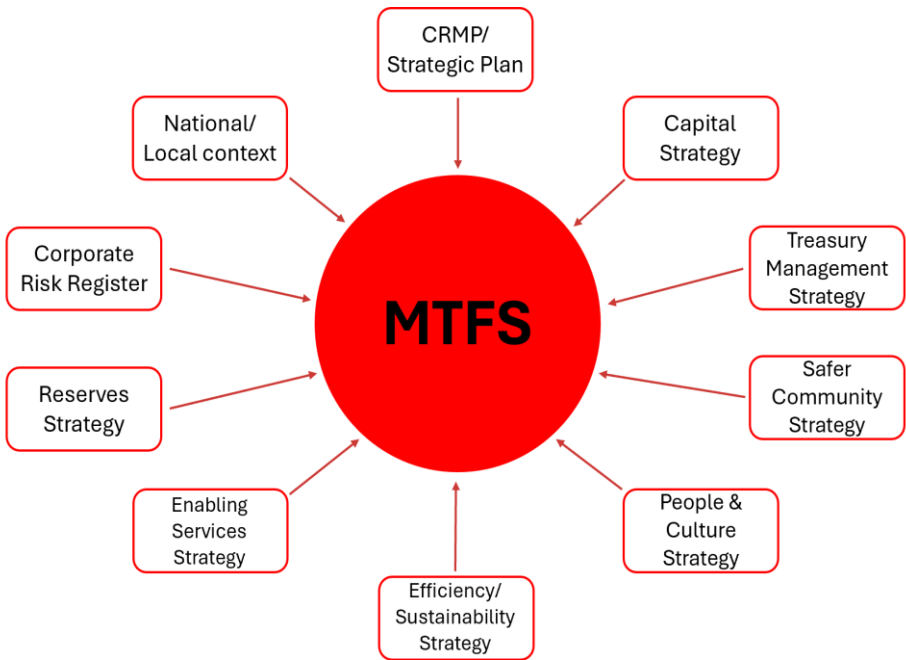 CRMP/
Strategic Plan
National/
Local context
Capital
Strategy
Corporate
Risk Register
Treasury
Management
Strategy
MTFS
Reserves
Strategy
Safer
Community
Strategy
Enabling
Services
Strategy
People &
Culture
Strategy
Efficiency/
Sustainability
Strategy